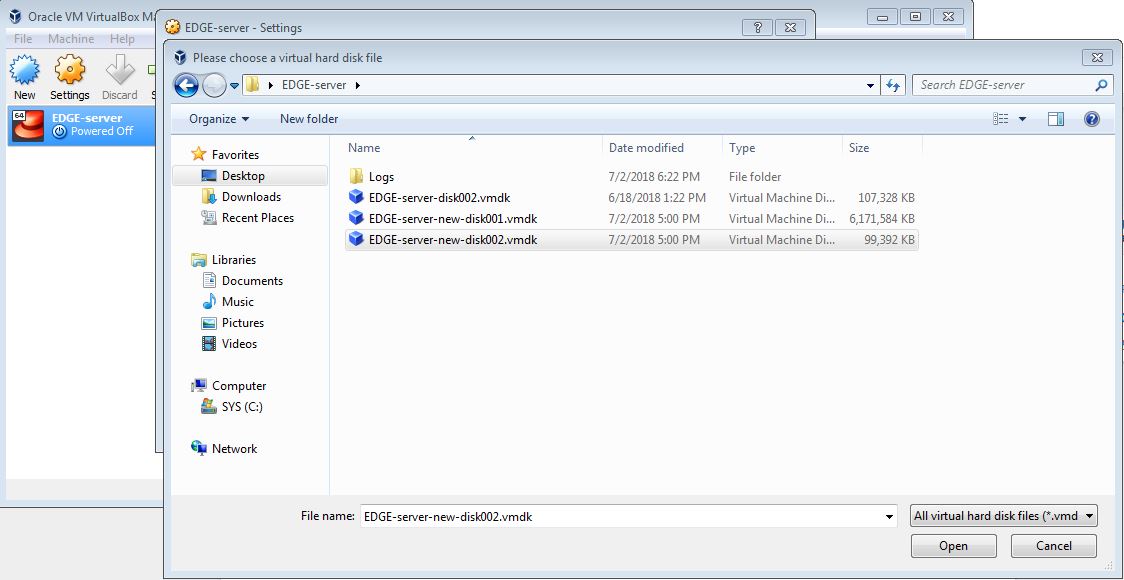 Oracle VM VirtualBox Ma
EDGE-server - Settings
Please choose a virtual hard disk file
File Machine Help
EDGE-server
Search EDGE-server
New Settings Discard S
Organize New folder
64 EDGE-server
Powered Off
Name Date modified Type Size
Favorites
Desktop
Downloads
Recent Places
Libraries
Documents
Music
Pictures
Videos
Computer
SYS (C:)
Network
Logs 7/2/2018 6:22 PM File folder
EDGE-server-disk002.vmdk 6/18/2018 1:22 PM Virtual Machine Di... 107,328 KB
EDGE-server-new-disk001.vmdk 7/2/2018 5:00 PM Virtual Machine Di... 6,171,584 KB
EDGE-server-new-disk002.vmdk 7/2/2018 5:00 PM Virtual Machine Di... 99,392 KB
File name: EDGE-server-new-disk002.vmdk All virtual hard disk files (*.vmd
Open Cancel